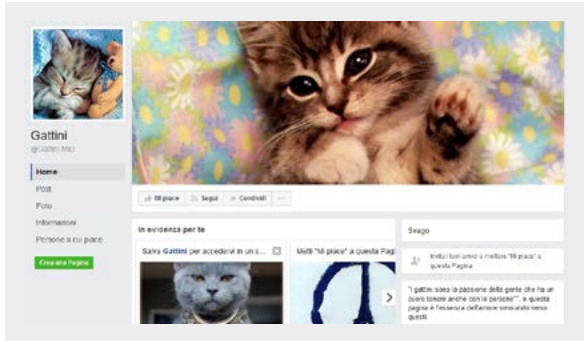 Gattini
Home
Post
Foto
Informazioni
Persone a cui piace
Crea una Pagina
Mi piace
Segui
Condividi
In evidenza per te
Salva Gattini per accedervi in un s...
Metti "Mi piace" a questa Pagi
Svago
Invita i tuoi amici a mettere "Mi piace" a
questa Pagina
"I gattini sono la passione della gente che ha un
cuore tenero anche con le persone"", e questa
pagina è l'essenza dell'amore smisurato verso
questi